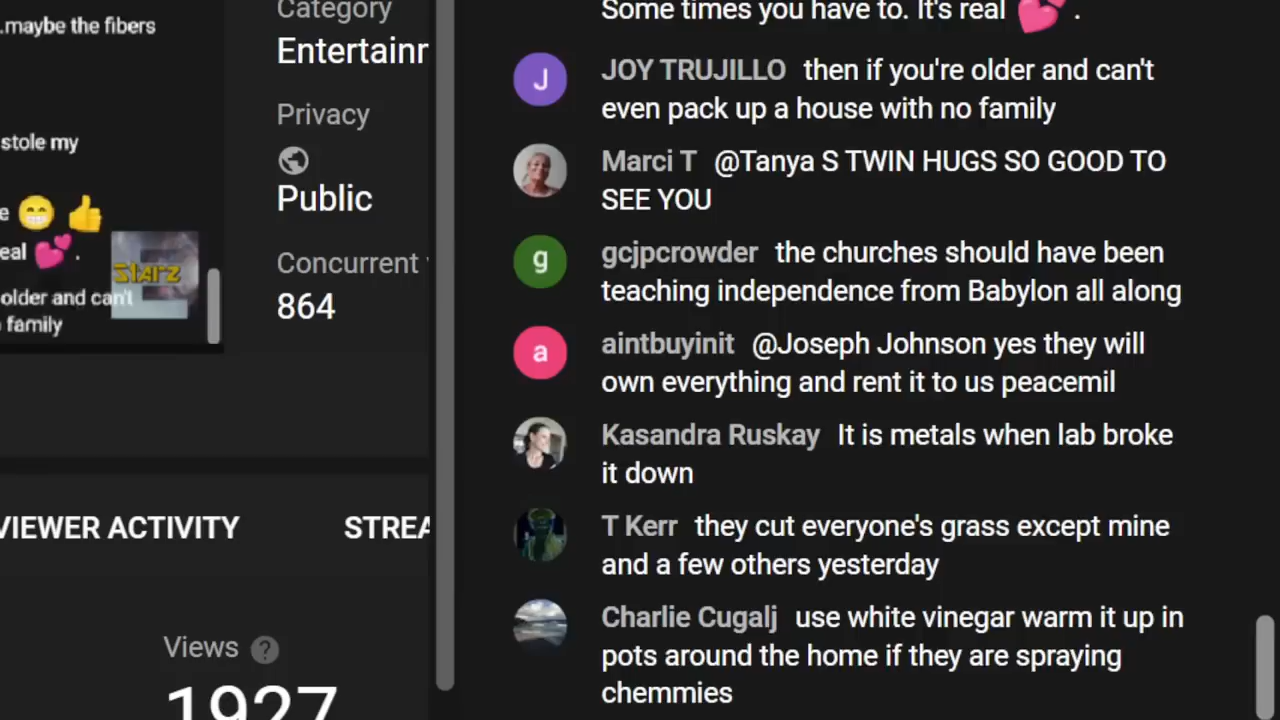 .maybe the fibers
stole my
e 😁 👍
eal 💕.
older and can't
family
Starz
Category
Entertainr
Privacy
Public
Concurrent
864
VIEWER ACTIVITY
STREA
Views ?
1927
Some times you have to. It's real 💕.
J
JOY TRUJILLO then if you're older and can't
even pack up a house with no family
Marci T @Tanya S TWIN HUGS SO GOOD TO
SEE YOU
g
gcjpcrowder the churches should have been
teaching independence from Babylon all along
a
aintbuyinit @Joseph Johnson yes they will
own everything and rent it to us peacemil
Kasandra Ruskay It is metals when lab broke
it down
T Kerr they cut everyone's grass except mine
and a few others yesterday
Charlie Cugalj use white vinegar warm it up in
pots around the home if they are spraying
chemmies